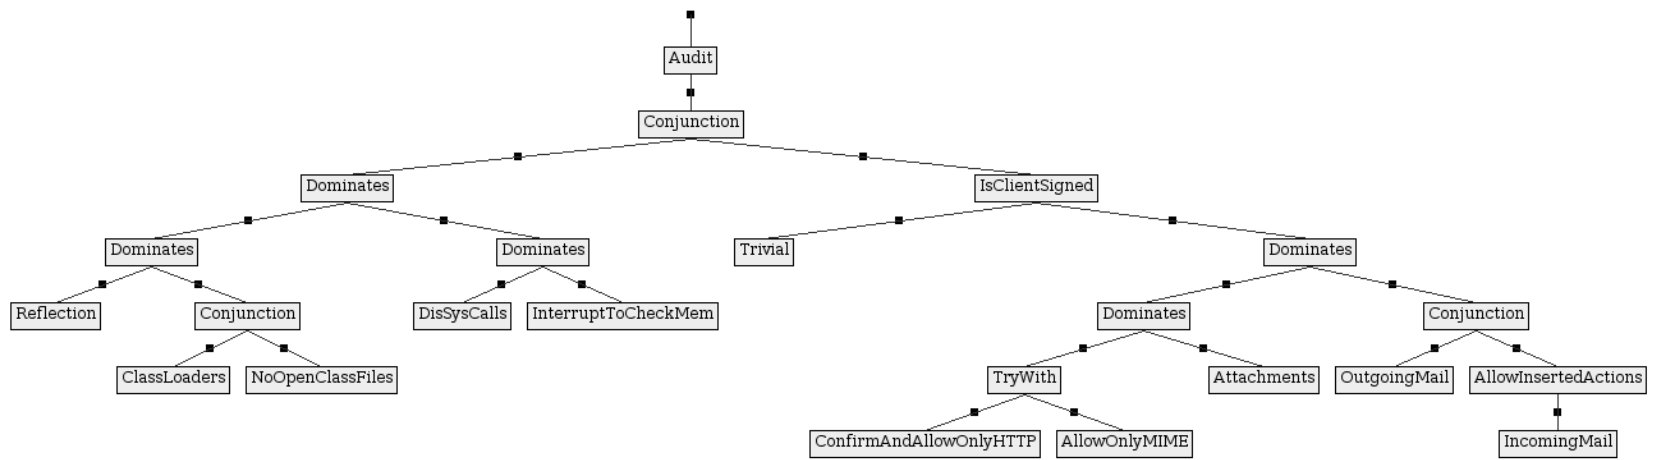 Audit
Conjunction
Dominates
IsClientSigned
Dominates
Dominates
Trivial
Dominates
Reflection
Conjunction
DisSysCalls
InterruptToCheckMem
Dominates
Conjunction
ClassLoaders
NoOpenClassFiles
TryWith
Attachments
OutgoingMail
AllowInsertedActions
ConfirmAndAllowOnlyHTTP
AllowOnlyMIME
IncomingMail